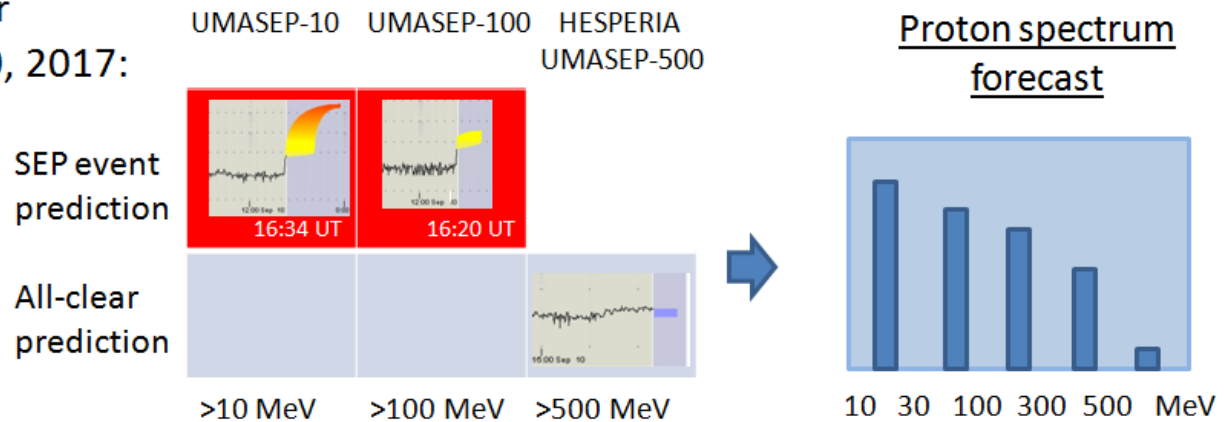 UMASEP-10 UMASEP-100 HESPERIA
UMASEP-500
, 2017:
SEP event
prediction
16:34 UT
16:20 UT
All-clear
prediction
>10 MeV >100 MeV >500 MeV
Proton spectrum
forecast
10 30 100 300 500 MeV